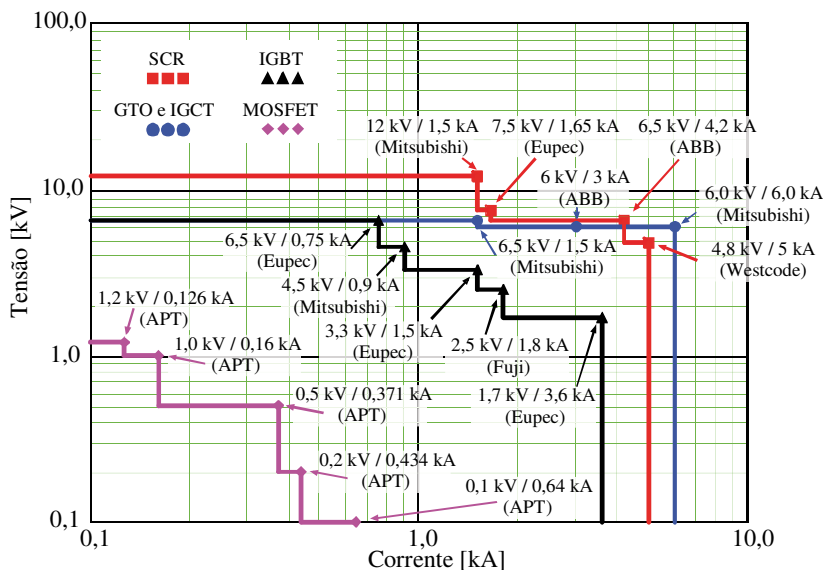 100,0
10,0
1,0
0,1
Tensão [kV]
SCR
IGBT
GTO e IGCT
MOSFET
12 kV / 1,5 kA
(Mitsubishi)
7,5 kV / 1,65 kA
(Eupec)
6,5 kV / 4,2 kA
(ABB)
6 kV / 3 kA
(ABB)
6,0 kV / 6,0 kA
(Mitsubishi)
6,5 kV / 0,75 kA
(Eupec)
6,5 kV / 1,5 kA
(Mitsubishi)
4,8 kV / 5 kA
(Westcode)
4,5 kV / 0,9 kA
(Mitsubishi)
1,2 kV / 0,126 kA
(APT)
3,3 kV / 1,5 kA
(Eupec)
1,0 kV / 0,16 kA
(APT)
2,5 kV / 1,8 kA
(Fuji)
1,7 kV / 3,6 kA
(Eupec)
0,5 kV / 0,371 kA
(APT)
0,2 kV / 0,434 kA
(APT)
0,1 kV / 0,64 kA
(APT)
0,1
1,0
10,0
Corrente [kA]